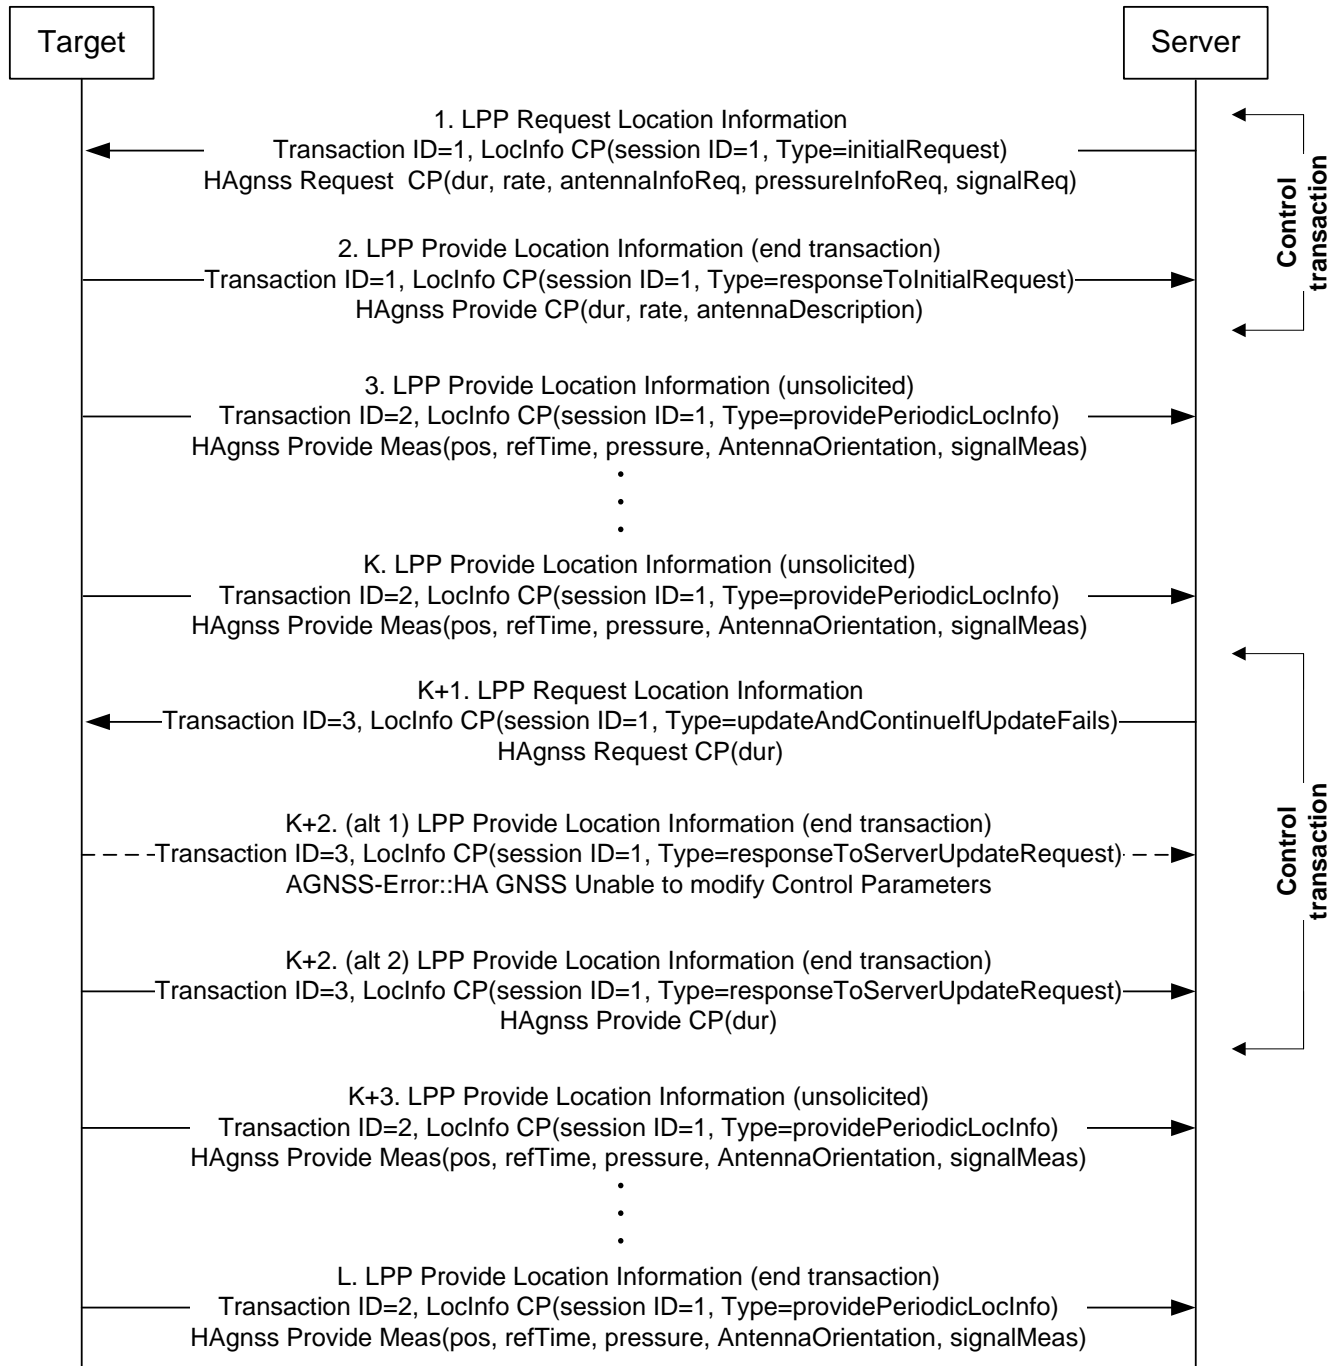 Target
Server
1. LPP Request Location Information
Transaction ID=1, LocInfo CP(session ID=1, Type=initialRequest)
HAgnss Request  CP(dur, rate, antennaInfoReq, pressureInfoReq, signalReq)
Control
transaction
2. LPP Provide Location Information (end transaction)
Transaction ID=1, LocInfo CP(session ID=1, Type=responseToInitialRequest)
HAgnss Provide CP(dur, rate, antennaDescription)
3. LPP Provide Location Information (unsolicited)
Transaction ID=2, LocInfo CP(session ID=1, Type=providePeriodicLocInfo)
HAgnss Provide Meas(pos, refTime, pressure, AntennaOrientation, signalMeas)
.
.
.
K. LPP Provide Location Information (unsolicited)
Transaction ID=2, LocInfo CP(session ID=1, Type=providePeriodicLocInfo)
HAgnss Provide Meas(pos, refTime, pressure, AntennaOrientation, signalMeas)
K+1. LPP Request Location Information
Transaction ID=3, LocInfo CP(session ID=1, Type=updateAndContinueIfUpdateFails)
HAgnss Request CP(dur)
K+2. (alt 1) LPP Provide Location Information (end transaction)
Transaction ID=3, LocInfo CP(session ID=1, Type=responseToServerUpdateRequest)
AGNSS-Error::HA GNSS Unable to modify Control Parameters
Control
transaction
K+2. (alt 2) LPP Provide Location Information (end transaction)
Transaction ID=3, LocInfo CP(session ID=1, Type=responseToServerUpdateRequest)
HAgnss Provide CP(dur)
K+3. LPP Provide Location Information (unsolicited)
Transaction ID=2, LocInfo CP(session ID=1, Type=providePeriodicLocInfo)
HAgnss Provide Meas(pos, refTime, pressure, AntennaOrientation, signalMeas)
.
.
.
L. LPP Provide Location Information (end transaction)
Transaction ID=2, LocInfo CP(session ID=1, Type=providePeriodicLocInfo)
HAgnss Provide Meas(pos, refTime, pressure, AntennaOrientation, signalMeas)